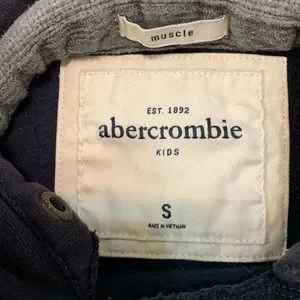 muscle
EST. 1892
abercrombie
KIDS
S
MADE IN VIETNAM